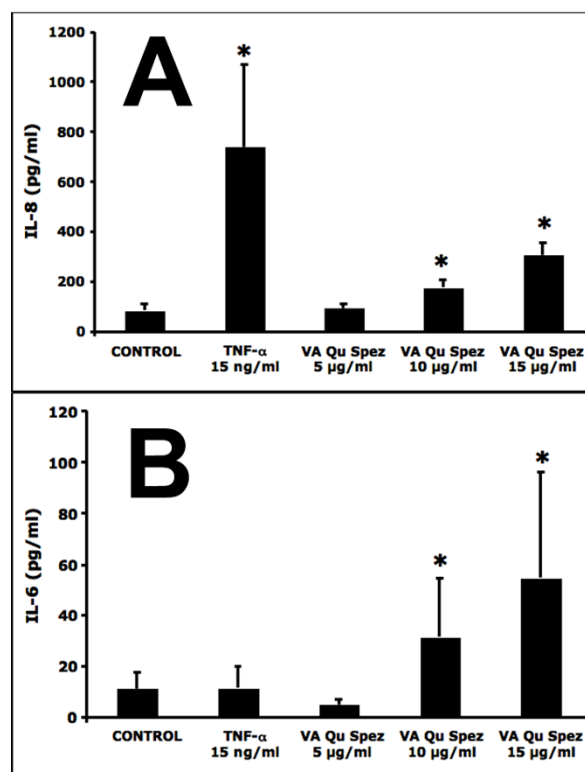 A
1200
1000
800
600
400
200
0
IL-8 (pg/ml)
*
*
*
CONTROL TNF-α VA Qu Spez VA Qu Spez VA Qu Spez
15 ng/ml 5 µg/ml 10 µg/ml 15 µg/ml
B
120
100
80
60
40
20
0
IL-6 (pg/ml)
*
*
CONTROL TNF-α VA Qu Spez VA Qu Spez VA Qu Spez
15 ng/ml 5 µg/ml 10 µg/ml 15 µg/ml